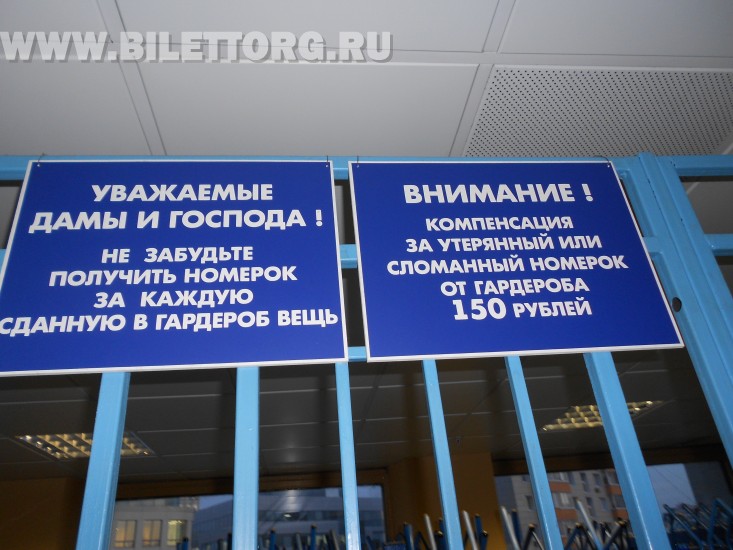 WWW.BILETTORG.RU
УВАЖАЕМЫЕ
ДАМЫ И ГОСПОДА !
НЕ ЗАБУДЬТЕ
ПОЛУЧИТЬ НОМЕРОК
ЗА КАЖДУЮ
СДАННУЮ В ГАРДЕРОБ ВЕЩЬ
ВНИМАНИЕ !
КОМПЕНСАЦИЯ
ЗА УТЕРЯННЫЙ ИЛИ
СЛОМАННЫЙ НОМЕРОК
ОТ ГАРДЕРОБА
150 РУБЛЕЙ